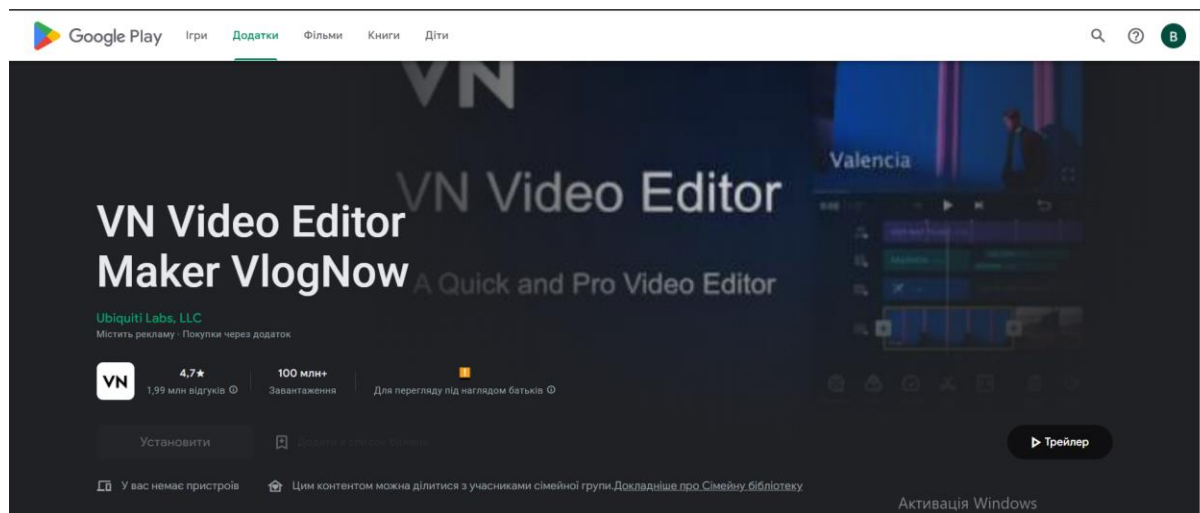 Google Play Ігри Додатки Фільми Книги Діти
B
VN
VN Video Editor
A Quick and Pro Video Editor
Valencia
VN Video Editor
Maker VlogNow
Ubiquiti Labs, LLC
Містить рекламу · Покупки через додаток
VN
4,7★
1,99 млн відгуків
100 млн+
Завантаження
Для перегляду під наглядом батьків
Установити
Трейлер
У вас немає пристроїв
Цим контентом можна ділитися з учасниками сімейної групи.Докладніше про Сімейну бібліотеку
Активація Windows